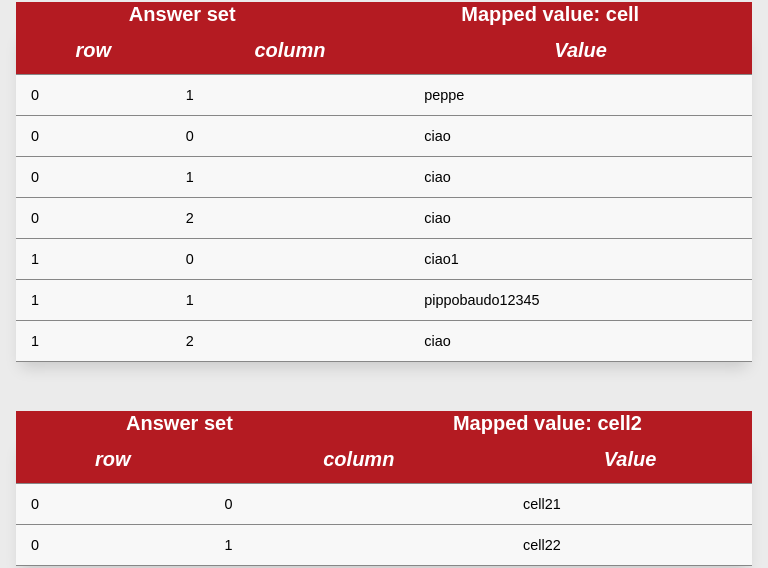 Answer set Mapped value: cell
row column Value
0 1 peppe
0 0 ciao
0 1 ciao
0 2 ciao
1 0 ciao1
1 1 pippobaudo12345
1 2 ciao
Answer set Mapped value: cell2
row column Value
0 0 cell21
0 1 cell22